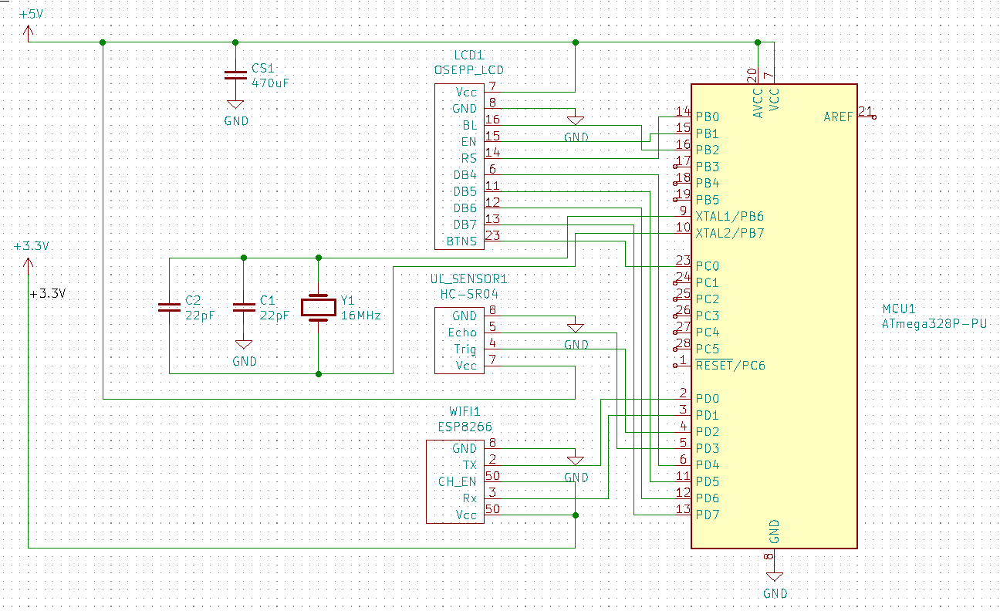 +5V
CS1
470uF
GND
LCD1
OSEPP_LCD
Vcc 7
GND 8
BL 16
EN 15
RS 14
DB4 6
DB5 11
DB6 12
DB7 13
BTNS 23
GND
+3.3V
+3.3V
C2
22pF
C1
22pF
GND
Y1
16MHz
UL_SENSOR1
HC-SR04
GND 8
Echo 5
Trig 4
Vcc 7
GND
WIFI1
ESP8266
GND 8
TX 2
CH_EN 50
Rx 3
Vcc 50
GND
20 7
AVCC VCC
AREF 21
14 PB0
15 PB1
16 PB2
17 PB3
18 PB4
19 PB5
9 XTAL1/PB6
10 XTAL2/PB7
23 PC0
24 PC1
25 PC2
26 PC3
27 PC4
28 PC5
1 RESET/PC6
2 PD0
3 PD1
4 PD2
5 PD3
6 PD4
11 PD5
12 PD6
13 PD7
GND
8
GND
MCU1
ATmega328P-PU